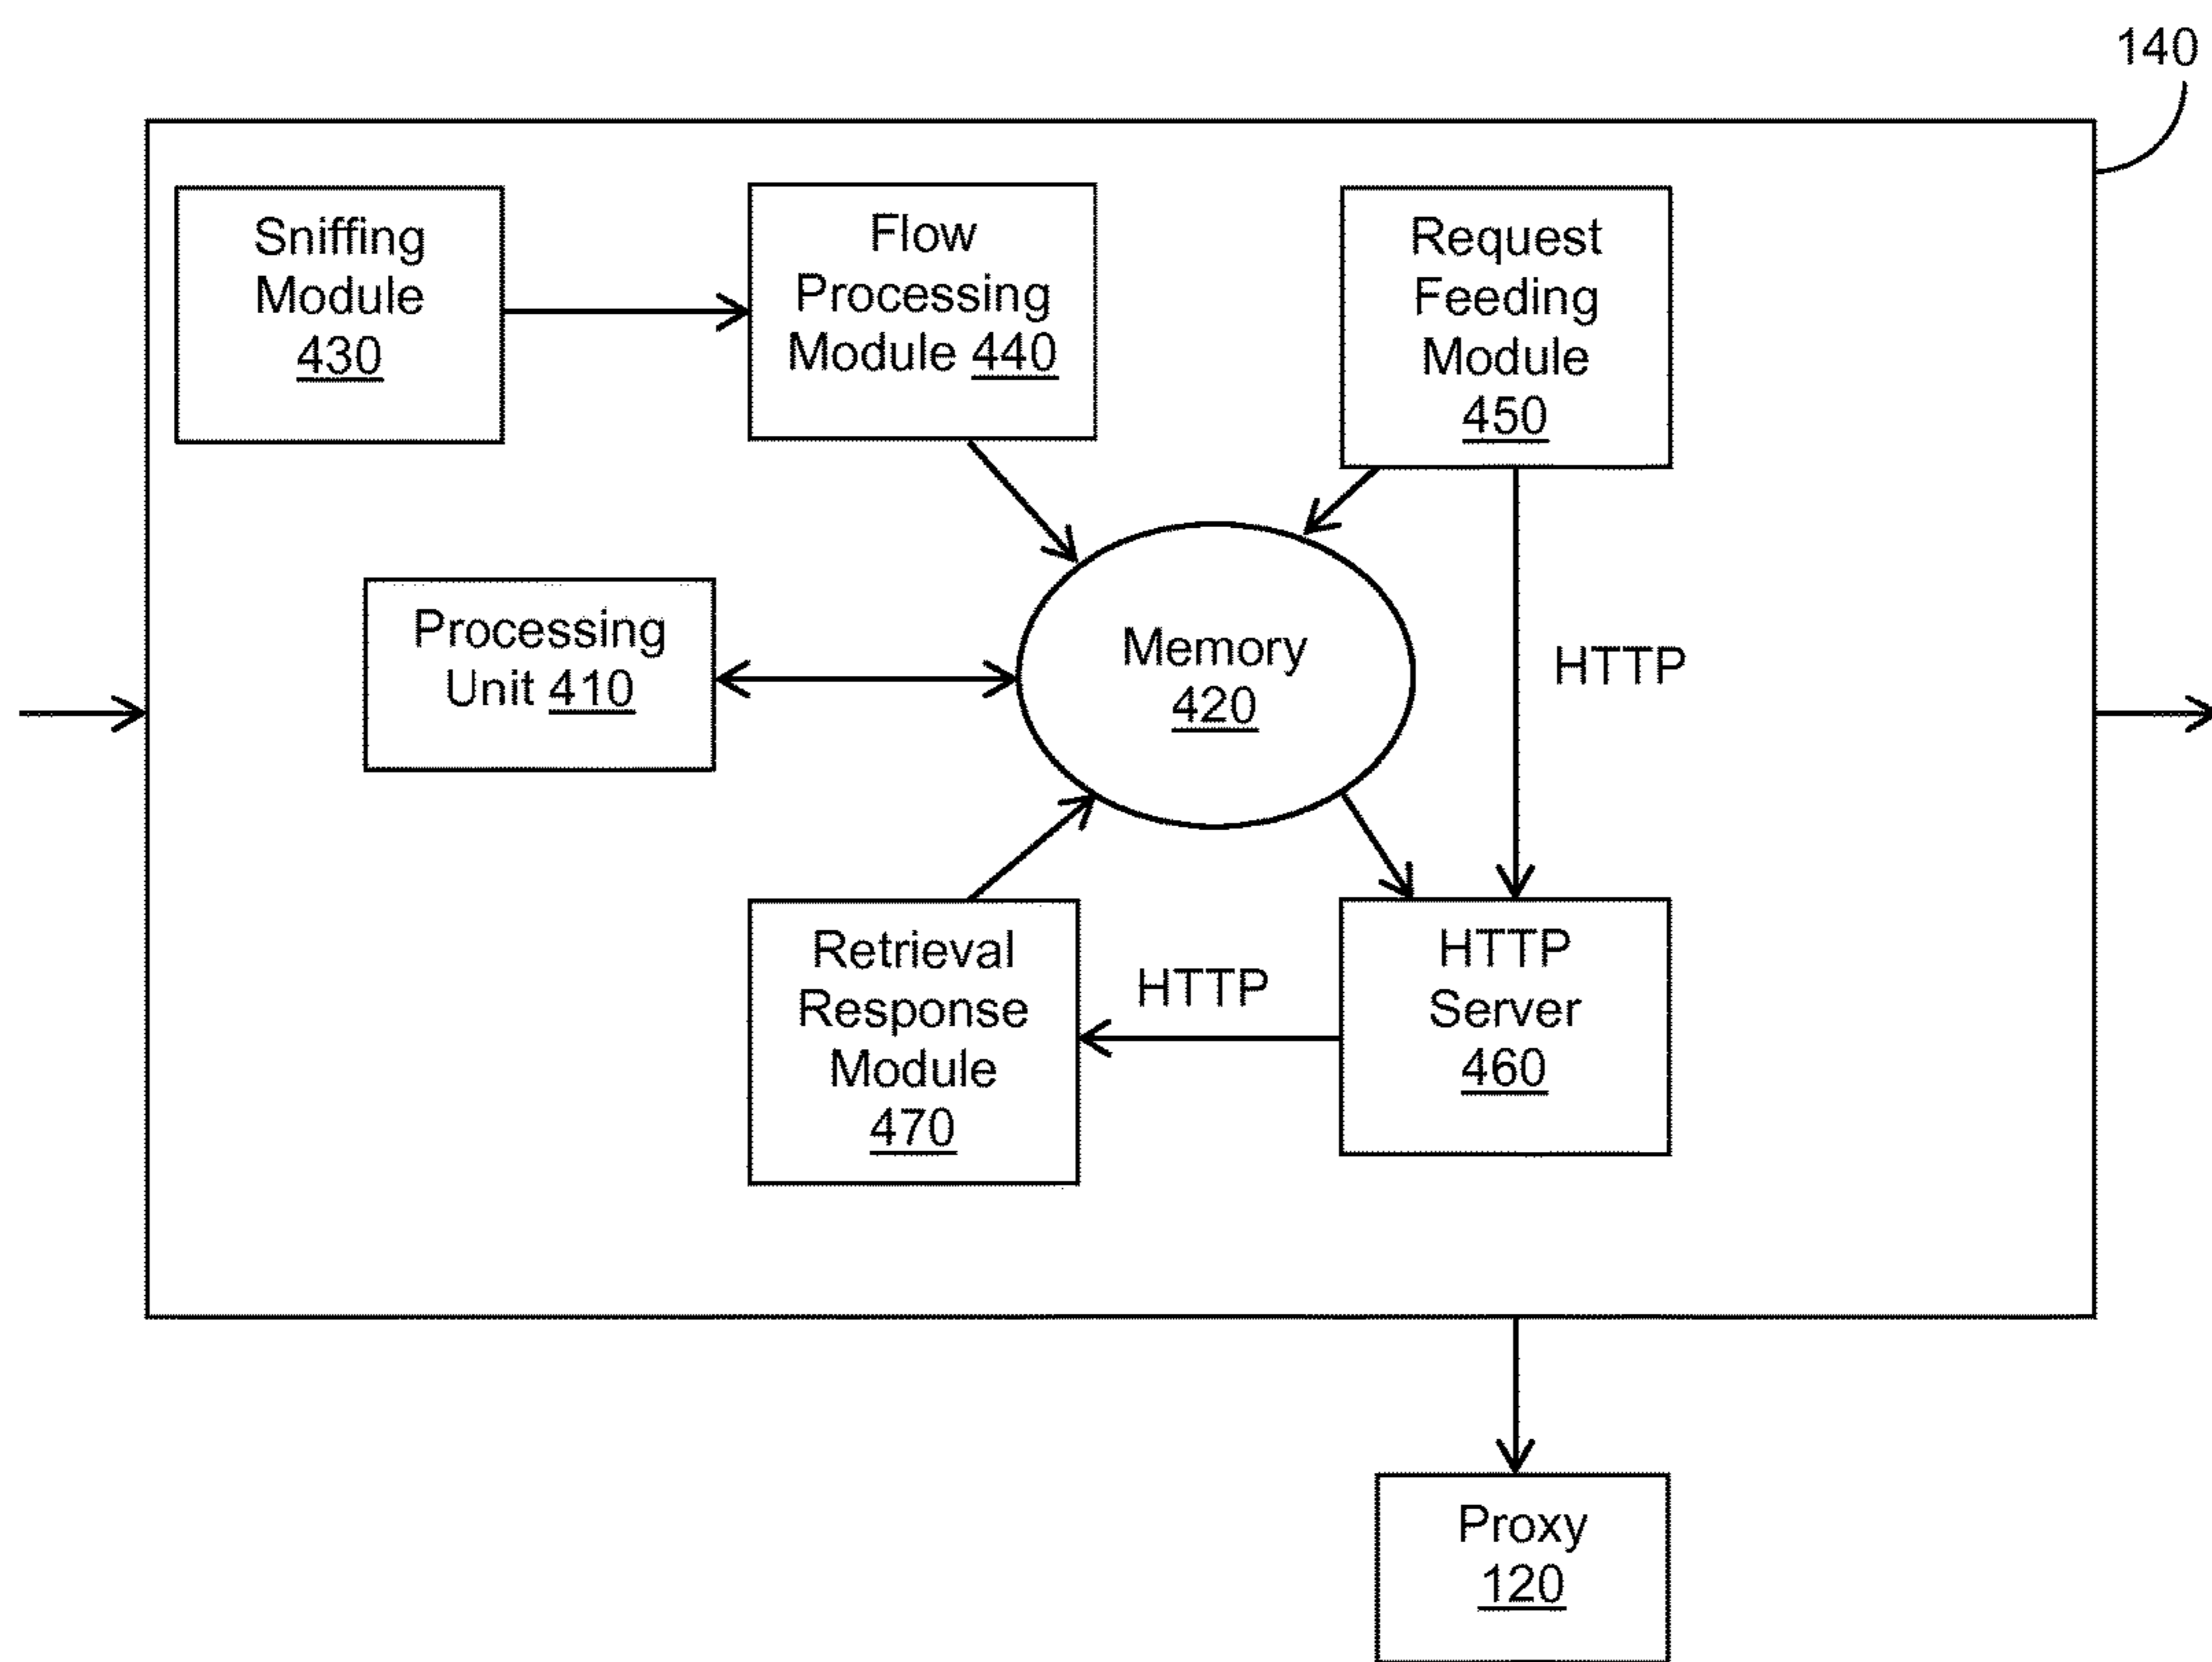 140
Sniffing
Module
430
Flow
Processing
Module 440
Request
Feeding
Module
450
Processing
Unit 410
Memory
420
HTTP
Retrieval
Response
Module
470
HTTP
HTTP
Server
460
Proxy
120